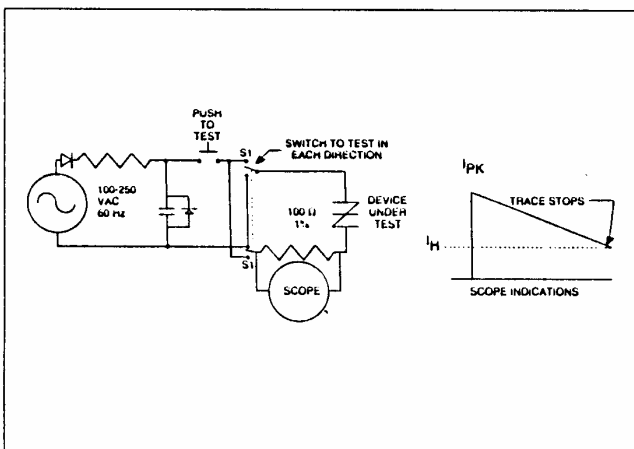 PUSH
TO
TEST
S1
SWITCH TO TEST IN
EACH DIRECTION
100-250
VAC
60 Hz
100 Ω
1%
DEVICE
UNDER
TEST
S1
SCOPE
IPK
TRACE STOPS
IH
SCOPE INDICATIONS